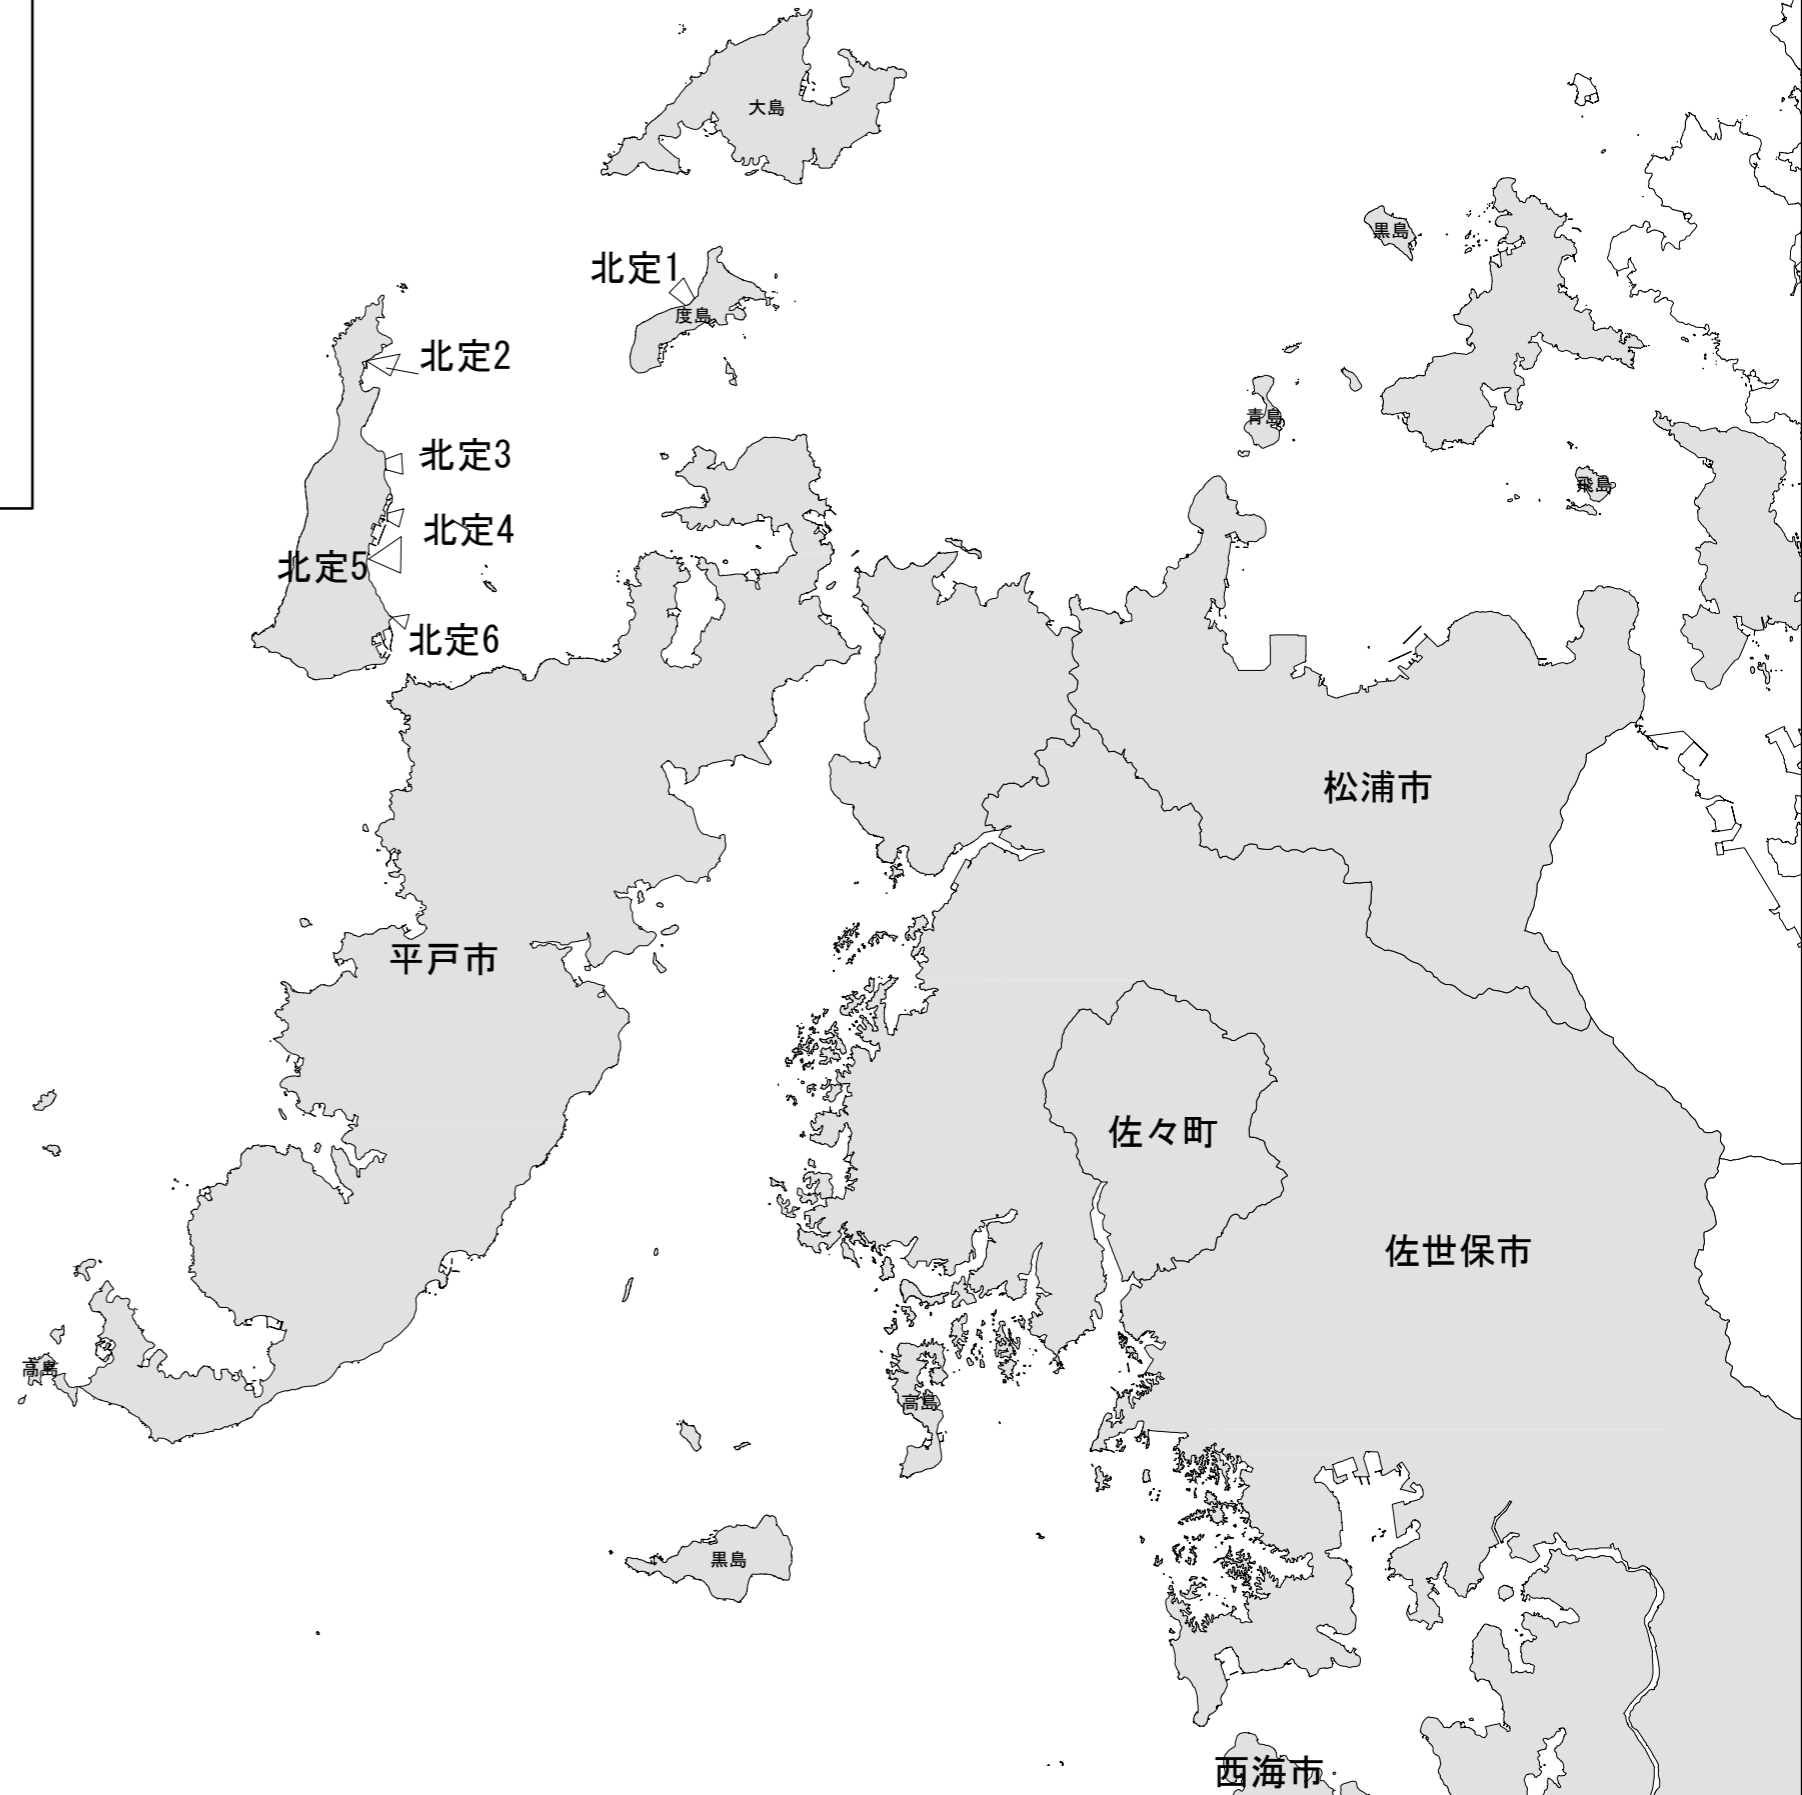 大島
黒島
北定1
度島
北定2
青島
北定3
飛島
北定4
北定5
北定6
松浦市
平戸市
佐々町
佐世保市
高島
高島
黒島
西海市